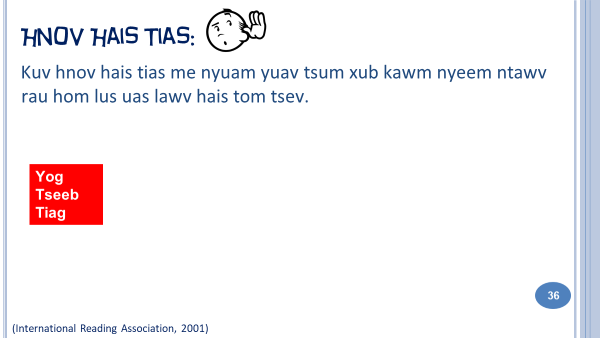 HNOV HAIS TIAS:
Kuv hnov hais tias me nyuam yuav tsum xub kawm nyeem ntawv
rau hom lus uas lawv hais tom tsev.
Yog
Tseeb
Tiag
36
(International Reading Association, 2001)